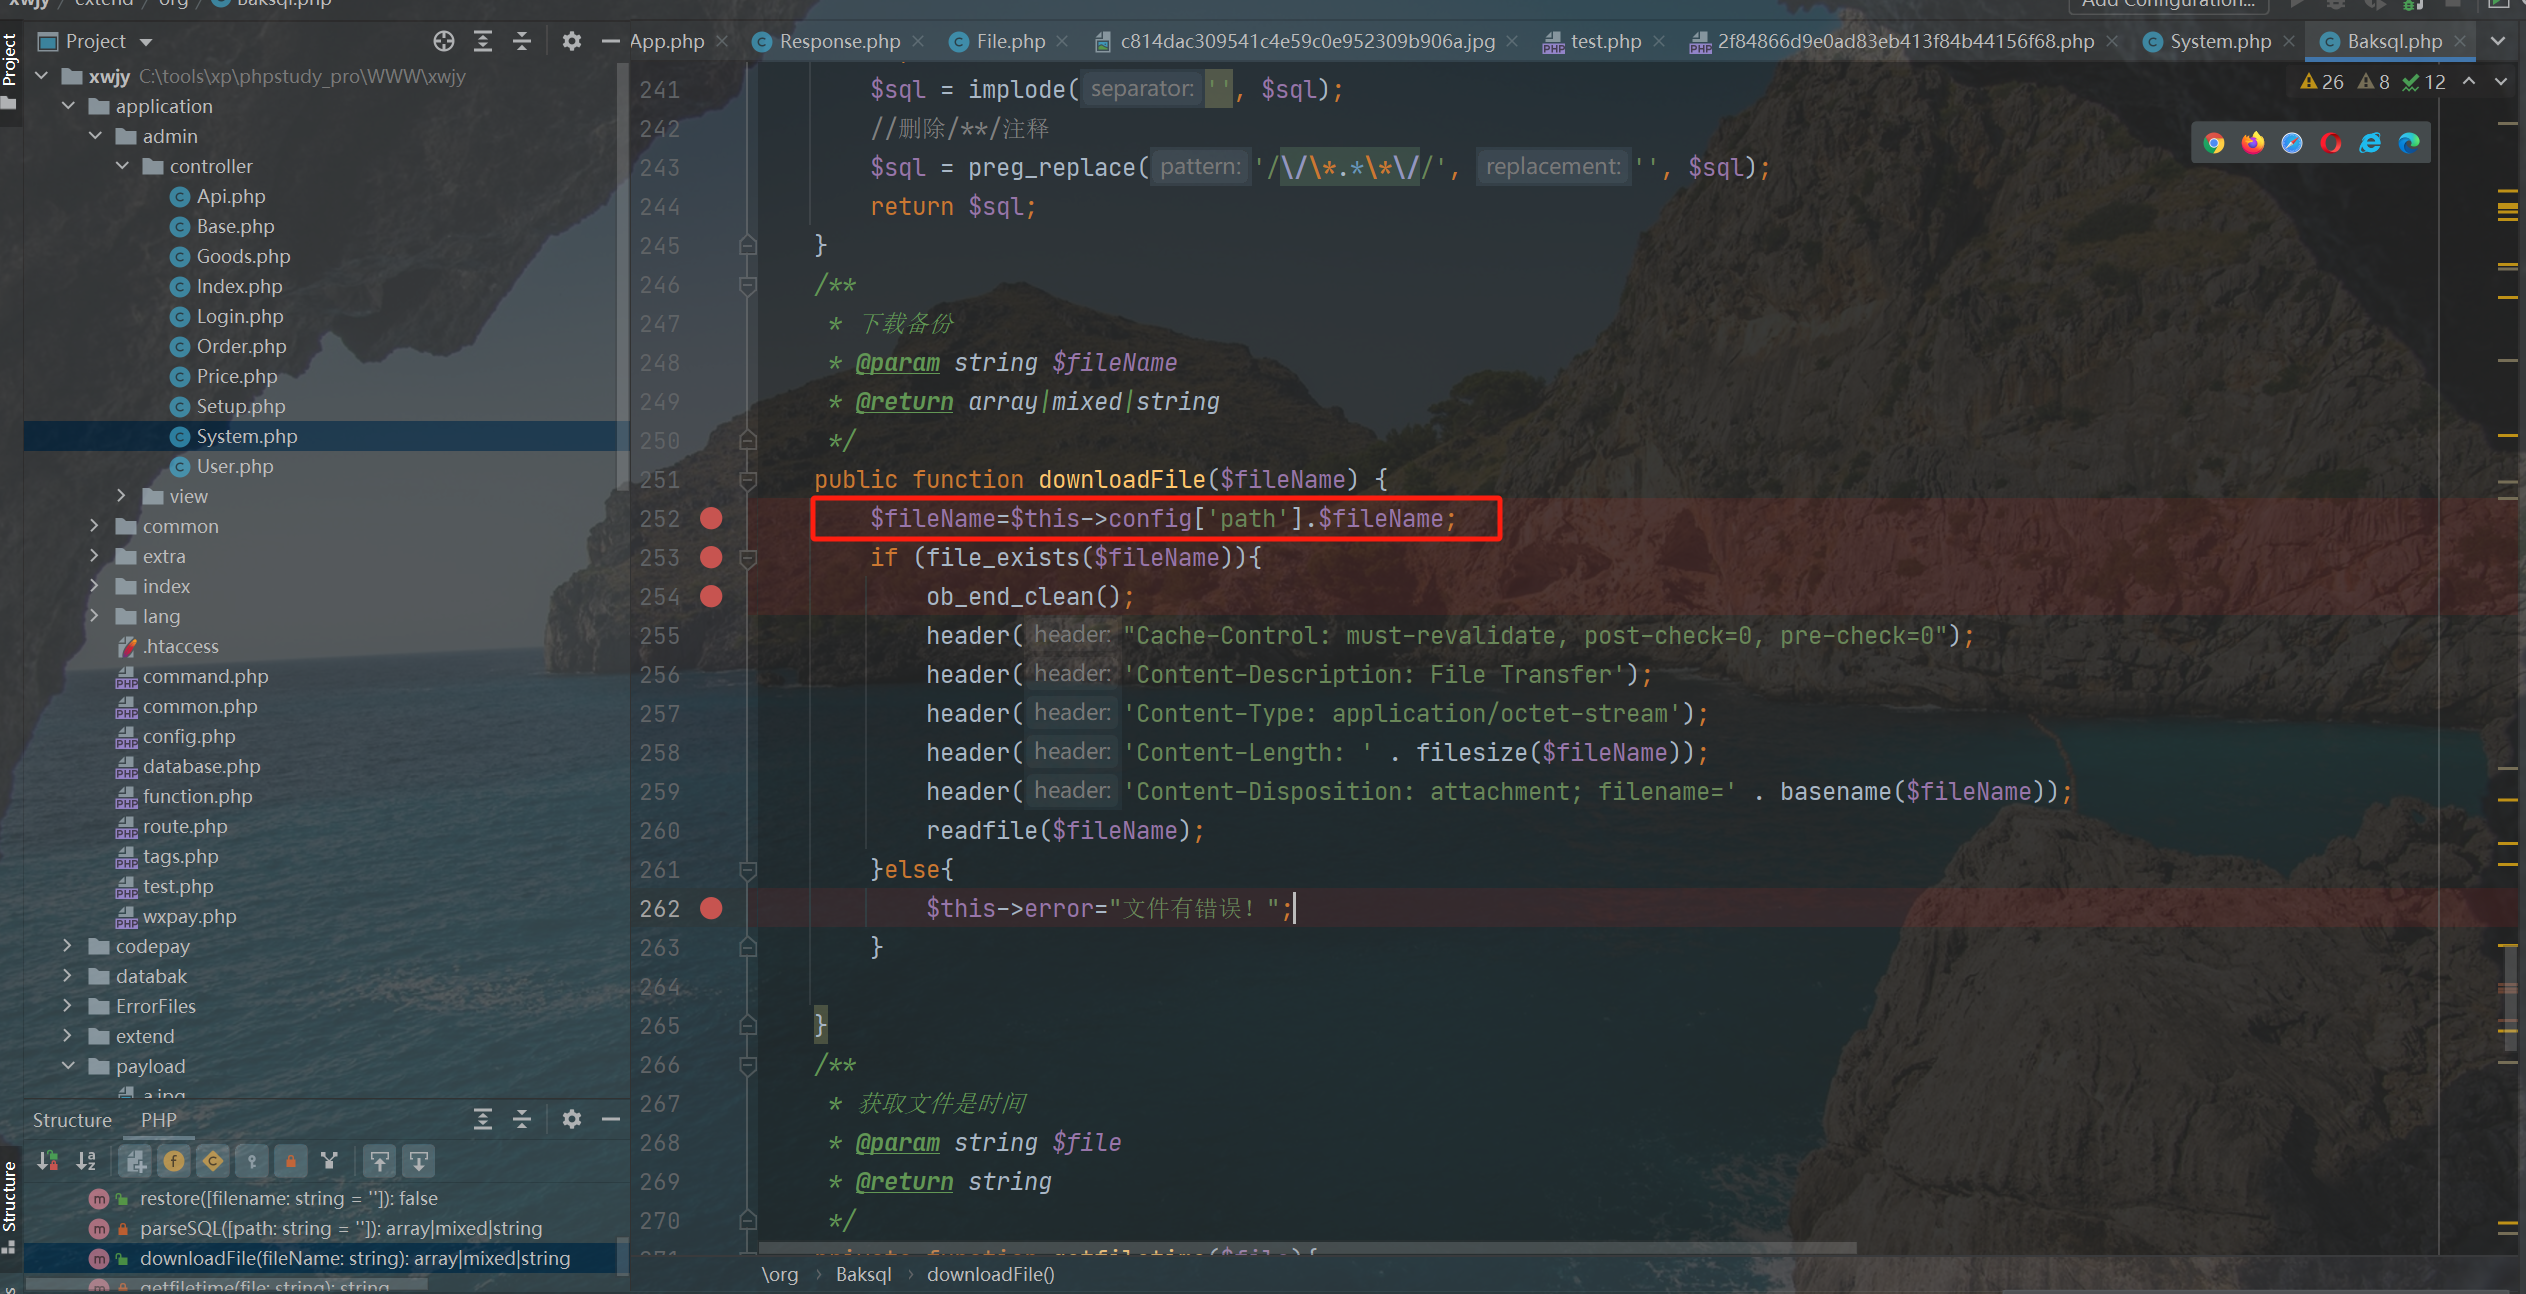 xwjy / extend / org / Baksql.php
Add Configuration...
Project
Project
App.php
Response.php
File.php
c814dac309541c4e59c0e952309b906a.jpg
test.php
2f84866d9e0ad83eb413f84b44156f68.php
System.php
Baksql.php
26 8 12
xwjy C:\tools\xp\phpstudy_pro\WWW\xwjy
application
admin
controller
Api.php
Base.php
Goods.php
Index.php
Login.php
Order.php
Price.php
Setup.php
System.php
User.php
view
common
extra
index
lang
.htaccess
command.php
common.php
config.php
database.php
function.php
route.php
tags.php
test.php
wxpay.php
codepay
databak
ErrorFiles
extend
payload
a.jpg
241 $sql = implode( separator: '', $sql);
242 //删除/**/注释
243 $sql = preg_replace( pattern: '/\/\*.*\*\//', replacement: '', $sql);
244 return $sql;
245 }
246 /**
247 * 下载备份
248 * @param string $fileName
249 * @return array|mixed|string
250 */
251 public function downloadFile($fileName) {
252 $fileName=$this->config['path'].$fileName;
253 if (file_exists($fileName)){
254 ob_end_clean();
255 header( header: "Cache-Control: must-revalidate, post-check=0, pre-check=0");
256 header( header: 'Content-Description: File Transfer');
257 header( header: 'Content-Type: application/octet-stream');
258 header( header: 'Content-Length: ' . filesize($fileName));
259 header( header: 'Content-Disposition: attachment; filename=' . basename($fileName));
260 readfile($fileName);
261 }else{
262 $this->error="文件有错误！";
263 }
264
265 }
266 /**
267 * 获取文件是时间
268 * @param string $file
269 * @return string
270 */
271 private function getfiletime($file){
Structure PHP
Structure
restore([filename: string = '']): false
parseSQL([path: string = '']): array|mixed|string
downloadFile(fileName: string): array|mixed|string
getfiletime(file: string): string
\org › Baksql › downloadFile()